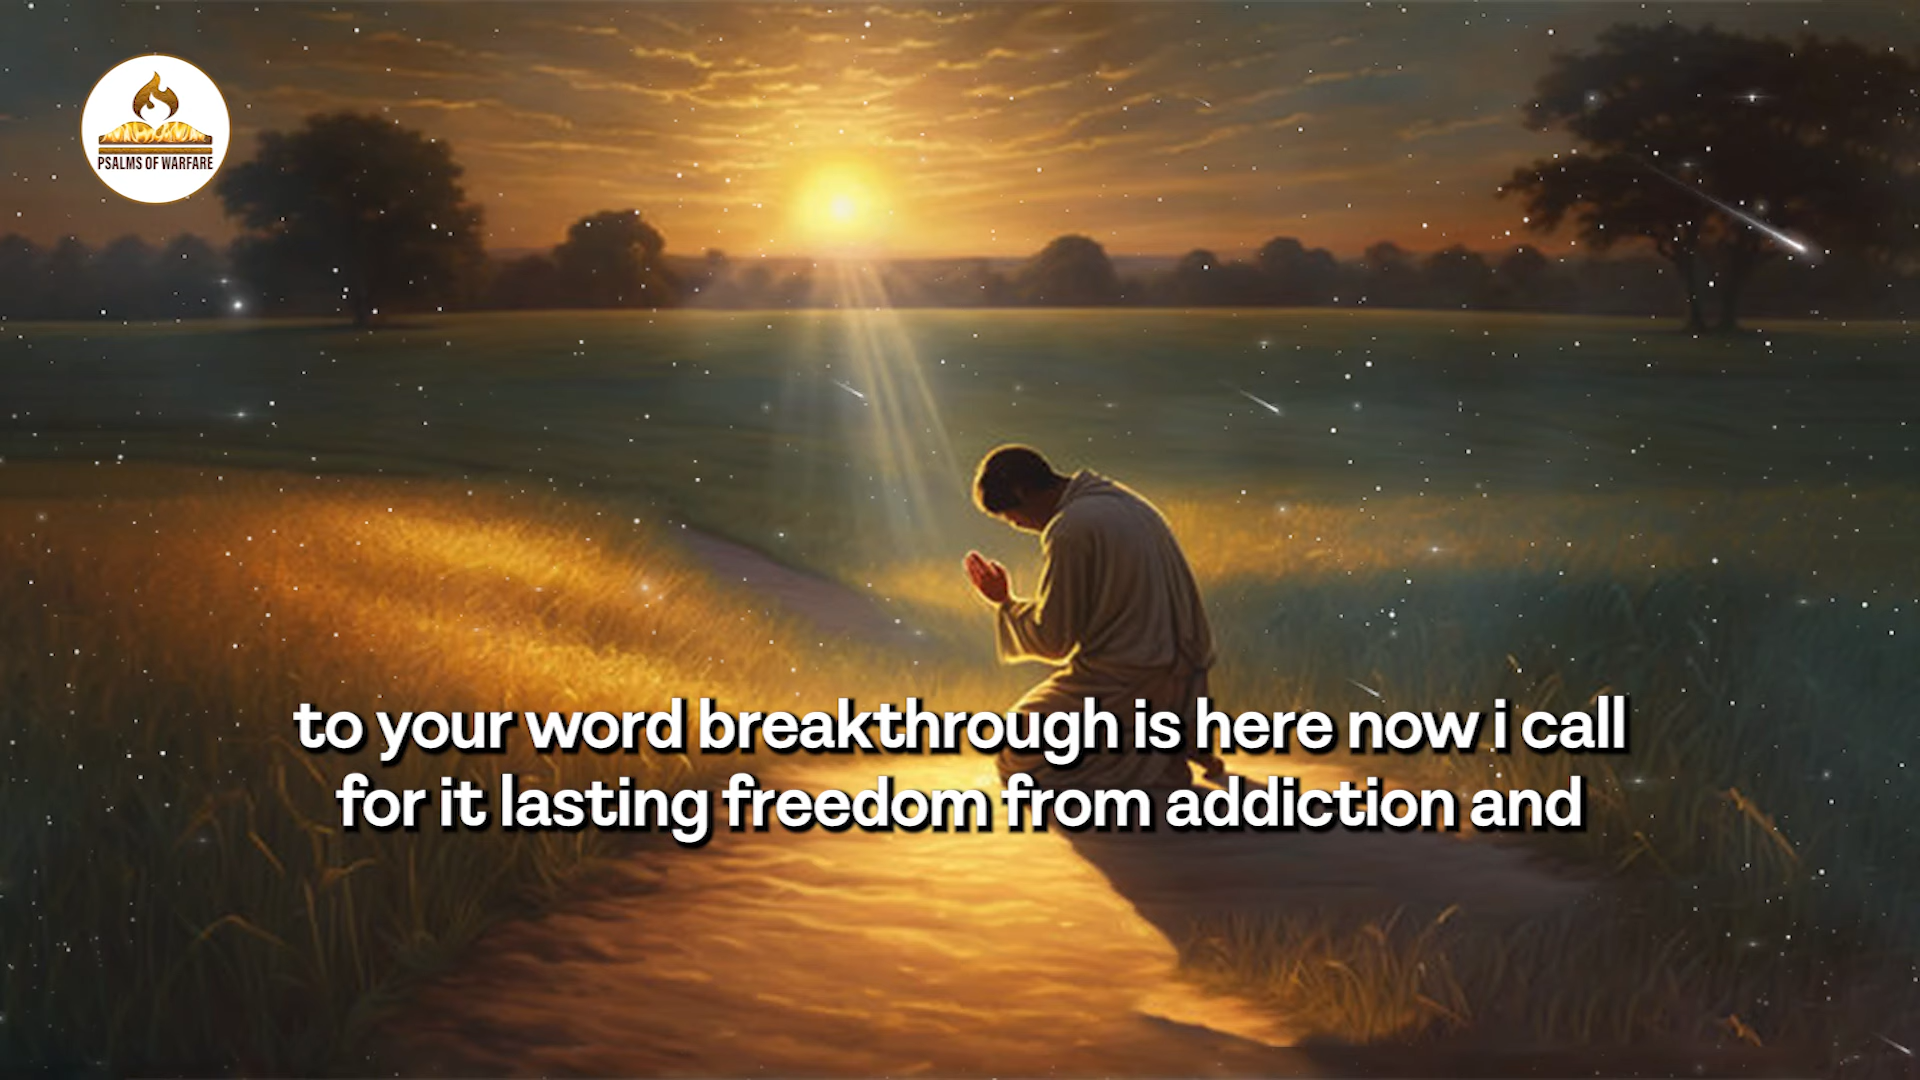 PSALMS OF WARFARE
to your word breakthrough is here now i call
for it lasting freedom from addiction and